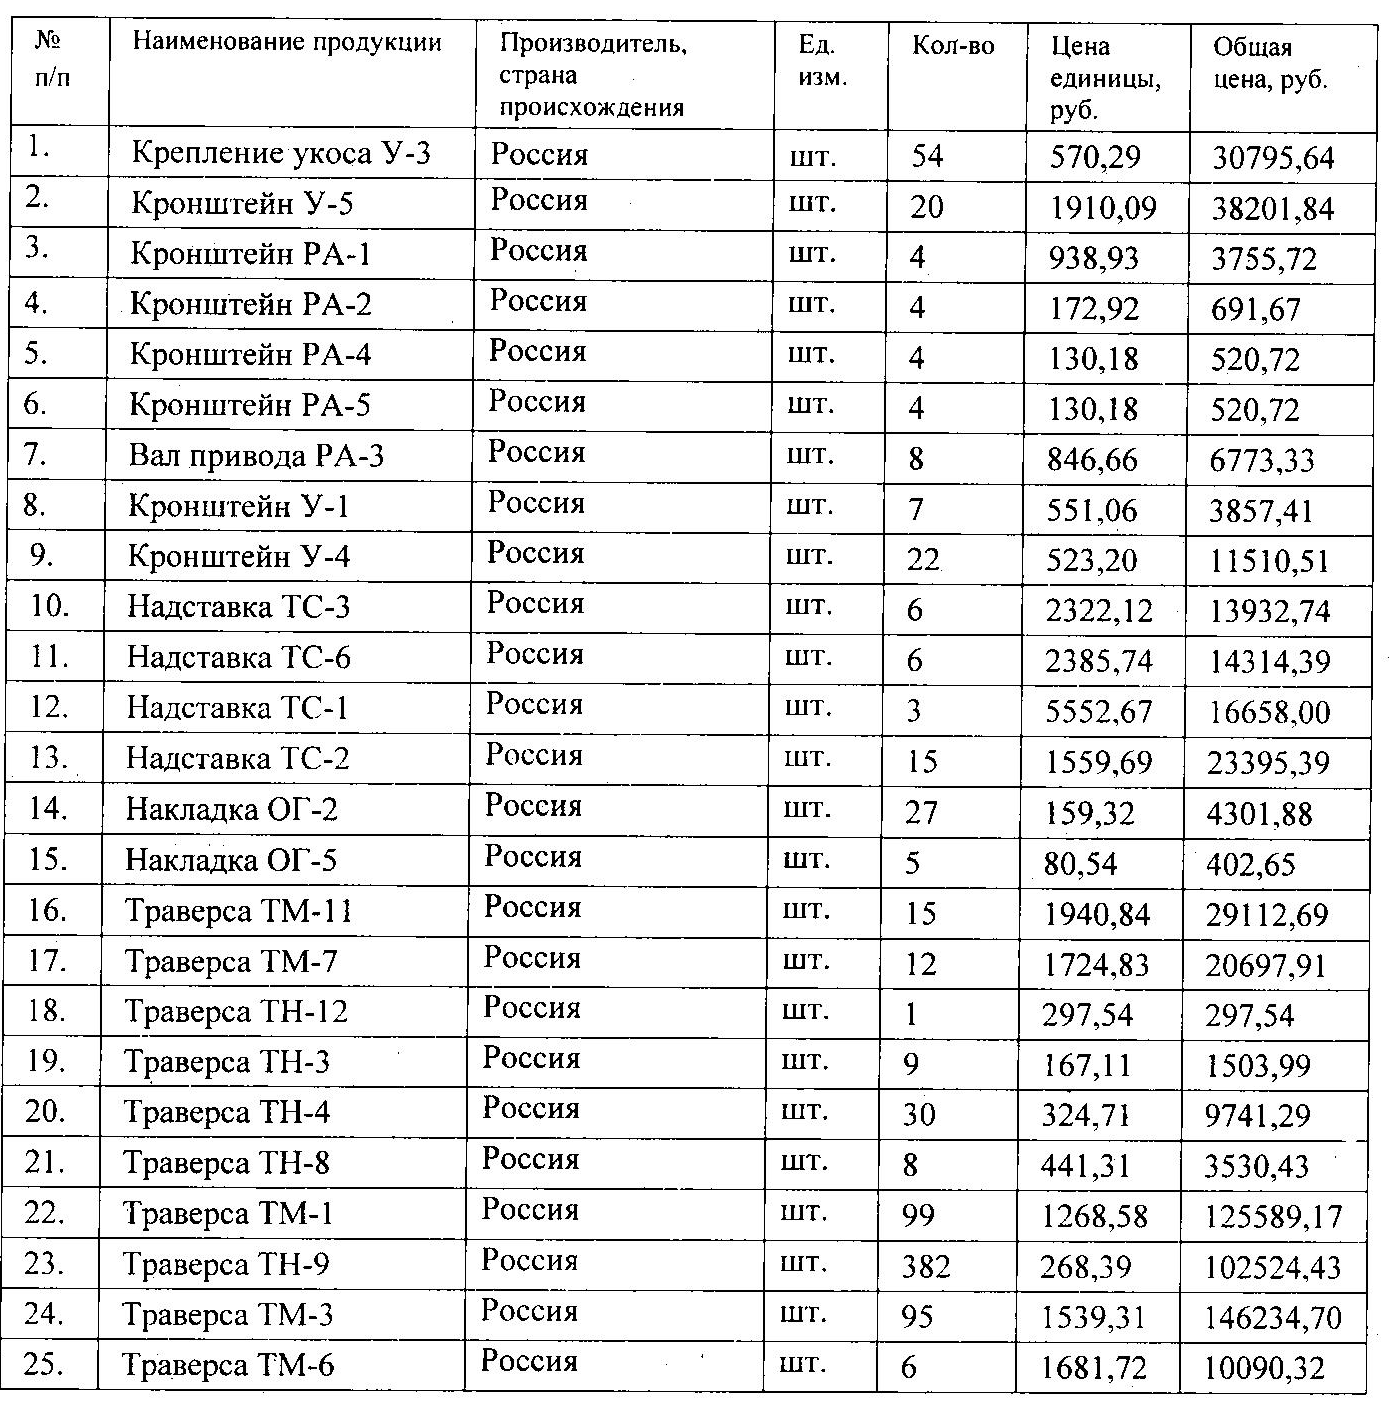 № п/п Наименование продукции Производитель, страна происхождения Ед. изм. Кол-во Цена единицы, руб. Общая цена, руб.
1. Крепление укоса У-3 Россия шт. 54 570,29 30795,64
2. Кронштейн У-5 Россия шт. 20 1910,09 38201,84
3. Кронштейн РА-1 Россия шт. 4 938,93 3755,72
4. Кронштейн РА-2 Россия шт. 4 172,92 691,67
5. Кронштейн РА-4 Россия шт. 4 130,18 520,72
6. Кронштейн РА-5 Россия шт. 4 130,18 520,72
7. Вал привода РА-3 Россия шт. 8 846,66 6773,33
8. Кронштейн У-1 Россия шт. 7 551,06 3857,41
9. Кронштейн У-4 Россия шт. 22 523,20 11510,51
10. Надставка ТС-3 Россия шт. 6 2322,12 13932,74
11. Надставка ТС-6 Россия шт. 6 2385,74 14314,39
12. Надставка ТС-1 Россия шт. 3 5552,67 16658,00
13. Надставка ТС-2 Россия шт. 15 1559,69 23395,39
14. Накладка ОГ-2 Россия шт. 27 159,32 4301,88
15. Накладка ОГ-5 Россия шт. 5 80,54 402,65
16. Траверса ТМ-11 Россия шт. 15 1940,84 29112,69
17. Траверса ТМ-7 Россия шт. 12 1724,83 20697,91
18. Траверса ТН-12 Россия шт. 1 297,54 297,54
19. Траверса ТН-3 Россия шт. 9 167,11 1503,99
20. Траверса ТН-4 Россия шт. 30 324,71 9741,29
21. Траверса ТН-8 Россия шт. 8 441,31 3530,43
22. Траверса ТМ-1 Россия шт. 99 1268,58 125589,17
23. Траверса ТН-9 Россия шт. 382 268,39 102524,43
24. Траверса ТМ-3 Россия шт. 95 1539,31 146234,70
25. Траверса ТМ-6 Россия шт. 6 1681,72 10090,32